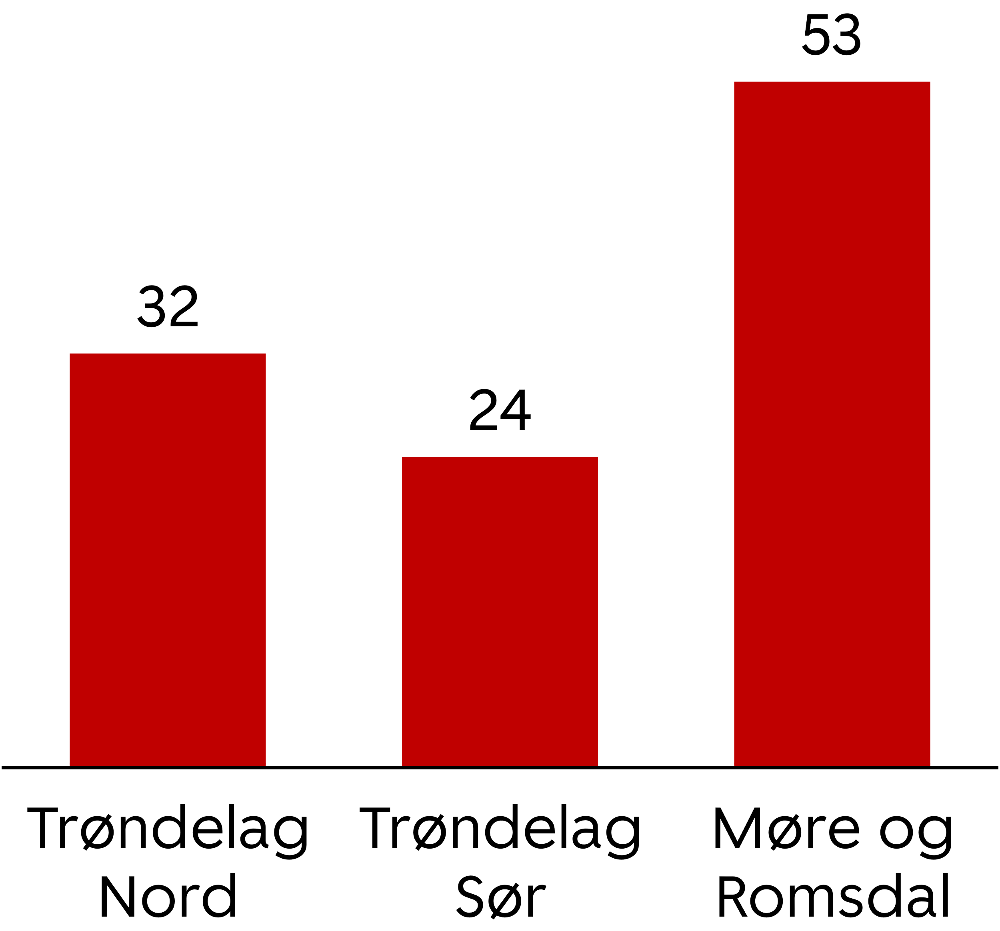 53
32
24
Trøndelag Nord
Trøndelag Sør
Møre og Romsdal